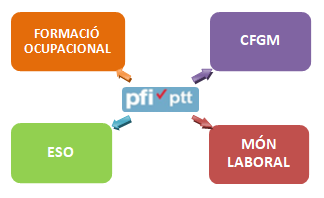 FORMACIÓ
OCUPACIONAL
CFGM
pfi ptt
ESO
MÓN
LABORAL